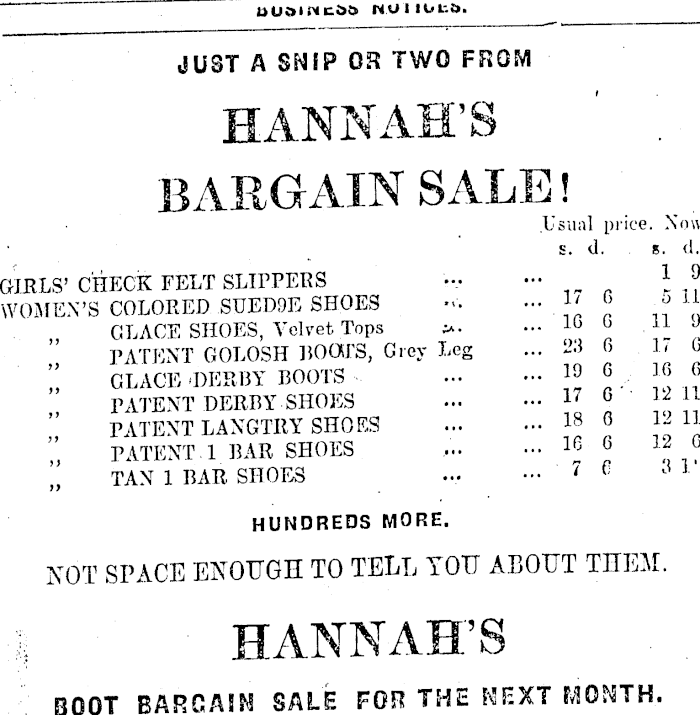 BUSINESS NOTICES.
JUST A SNIP OR TWO FROM
HANNAH'S
BARGAIN SALE!
Usual price. Now
s. d. s. d.
GIRLS' CHECK FELT SLIPPERS ... ... 1 9
WOMEN'S COLORED SUED9E SHOES ... ... 17 6 5 11
,, GLACE SHOES, Velvet Tops ... ... 16 6 11 9
,, PATENT GOLOSH BOOTS, Grey Leg ... 23 6 17 6
,, GLACE DERBY BOOTS ... ... 19 6 16 6
,, PATENT DERBY SHOES ... ... 17 6 12 11
,, PATENT LANGTRY SHOES ... ... 18 6 12 11
,, PATENT 1 BAR SHOES ... ... 16 6 12 6
,, TAN 1 BAR SHOES ... ... 7 6 3
HUNDREDS MORE.
NOT SPACE ENOUGH TO TELL YOU ABOUT THEM.
HANNAH'S
BOOT BARGAIN SALE FOR THE NEXT MONTH.